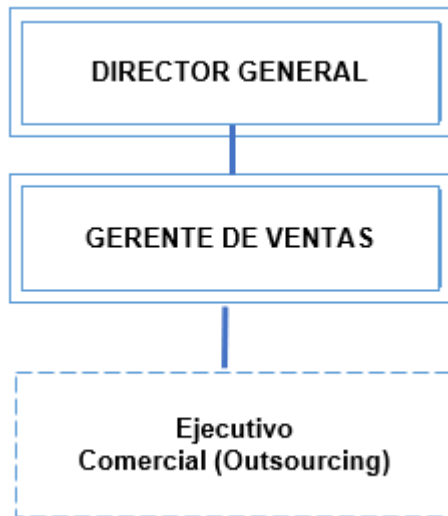 DIRECTOR GENERAL
GERENTE DE VENTAS
Ejecutivo
Comercial (Outsourcing)